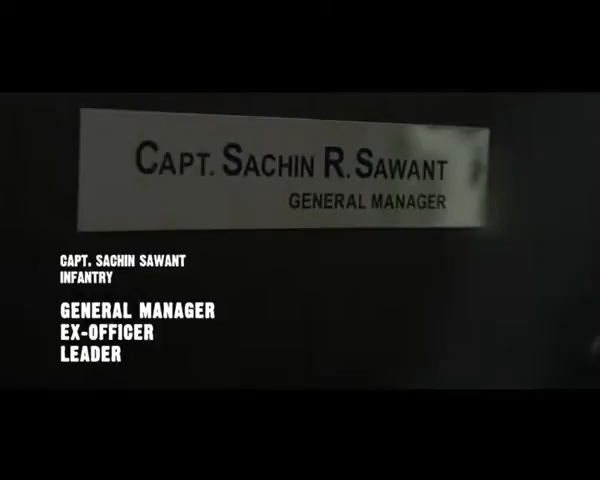 CAPT. SACHIN R. SAWANT
GENERAL MANAGER
CAPT. SACHIN SAWANT
INFANTRY
GENERAL MANAGER
EX-OFFICER
LEADER